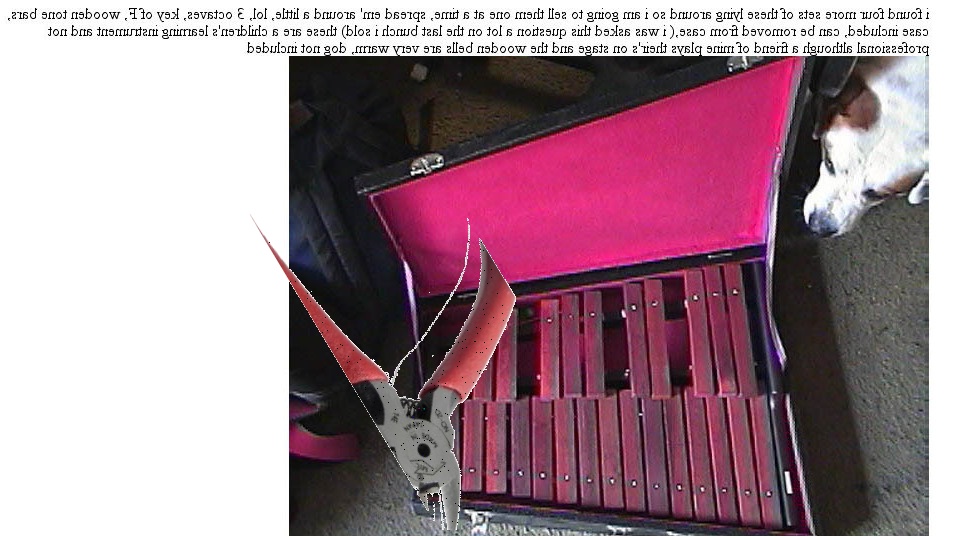 i found four more sets of these lying around so i am going to sell them one at a time, spread em' around a little, lol, 3 octaves, key of F, wooden tone bars,
case included, can be removed from case,( i was asked this question a lot on the last bunch i sold) these are a children's learning instrument and not
professional although a friend of mine plays their's on stage and the wooden bells are very warm, dog not included